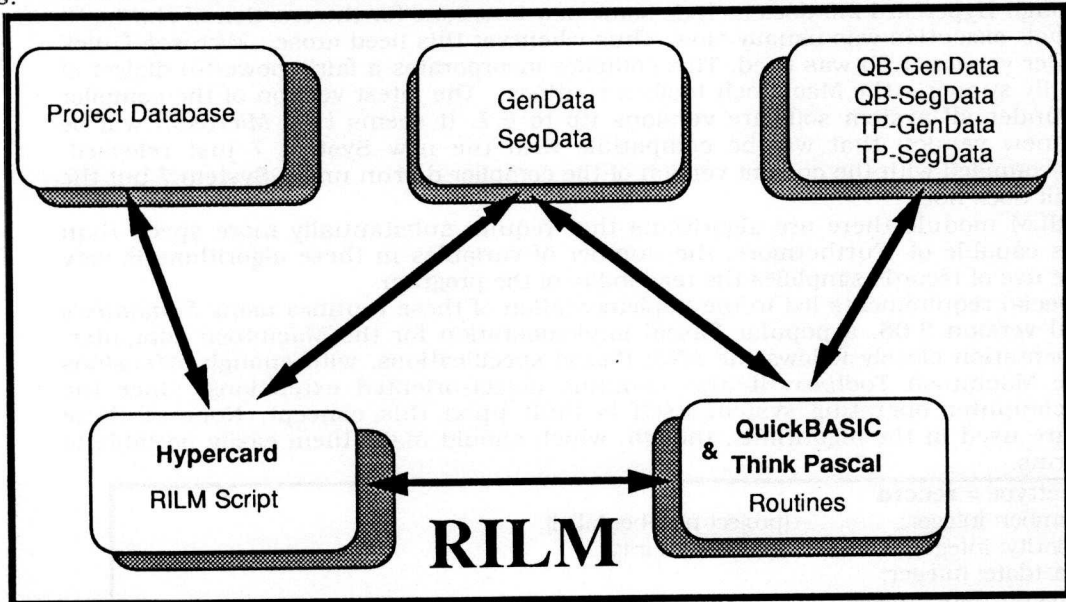 Project Database
GenData
SegData
QB-GenData
QB-SegData
TP-GenData
TP-SegData
Hypercard
RILM Script
QuickBASIC
& Think Pascal
Routines
RILM